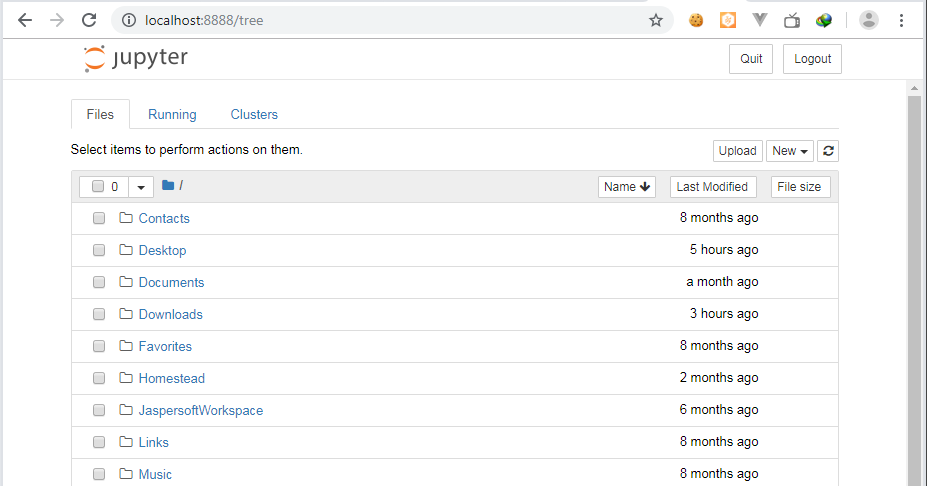 localhost:8888/tree
jupyter
Quit Logout
Files Running Clusters
Select items to perform actions on them.
Upload New
0 / Name Last Modified File size
Contacts 8 months ago
Desktop 5 hours ago
Documents a month ago
Downloads 3 hours ago
Favorites 8 months ago
Homestead 2 months ago
JaspersoftWorkspace 6 months ago
Links 8 months ago
Music 8 months ago